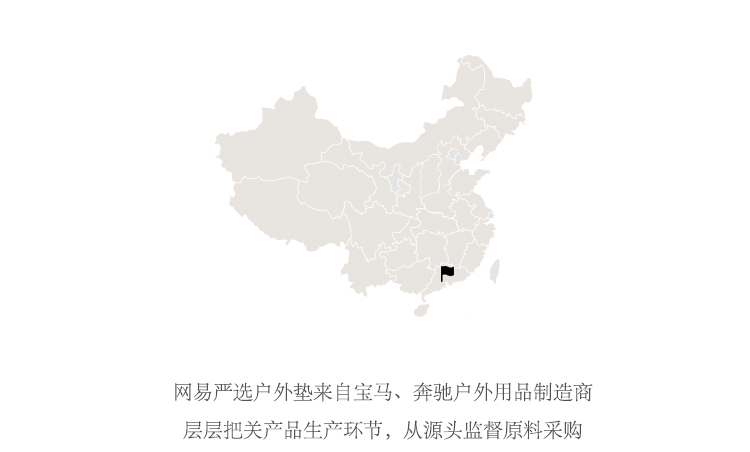 网易严选户外垫来自宝马、奔驰户外用品制造商
层层把关产品生产环节，从源头监督原料采购